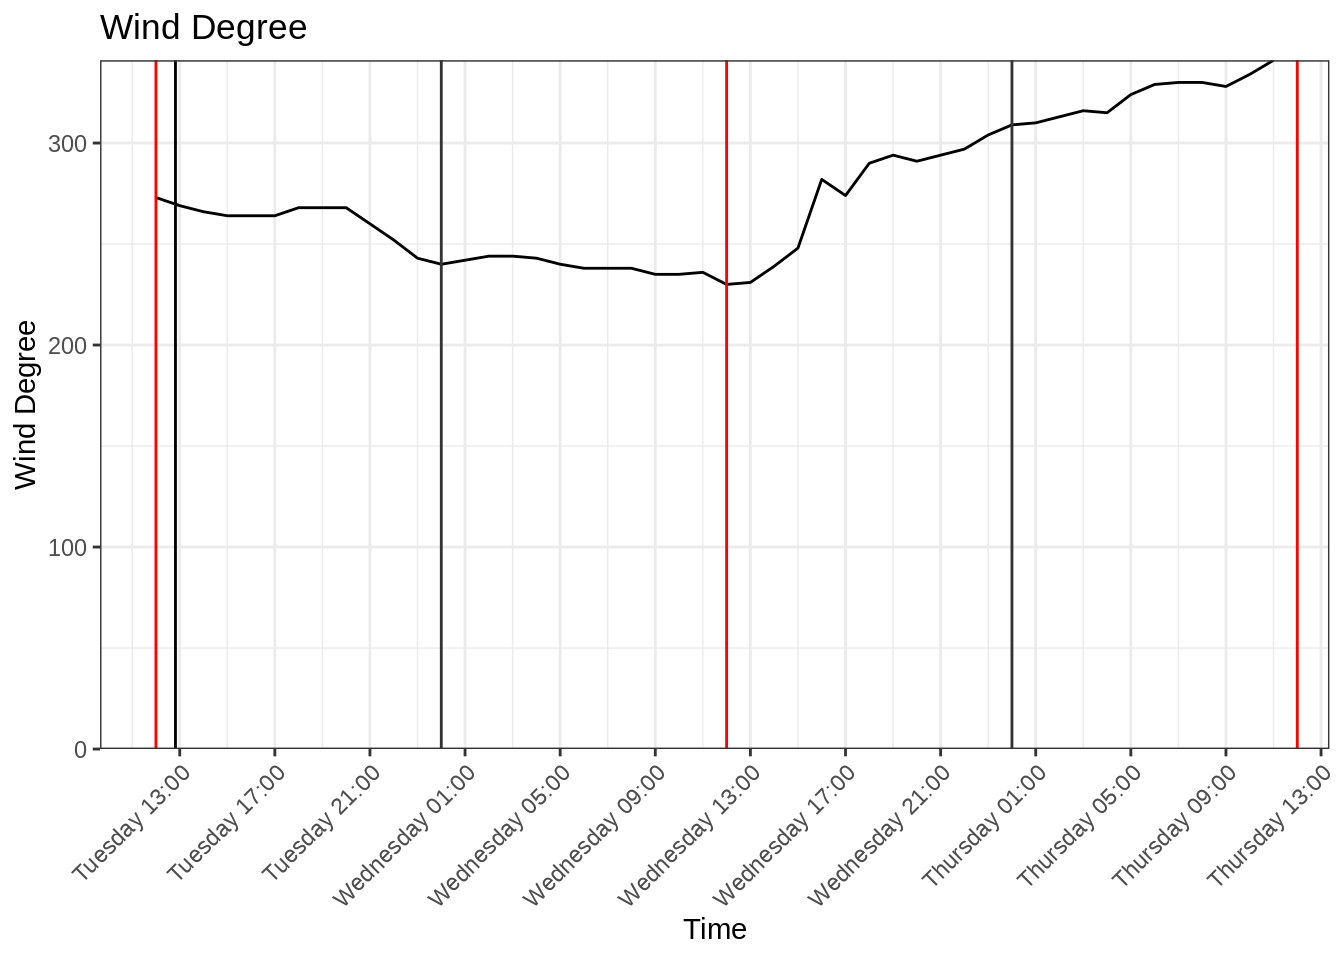 Wind Degree
Wind Degree
300
200
100
0
Tuesday 13:00
Tuesday 17:00
Tuesday 21:00
Wednesday 01:00
Wednesday 05:00
Wednesday 09:00
Wednesday 13:00
Wednesday 17:00
Wednesday 21:00
Thursday 01:00
Thursday 05:00
Thursday 09:00
Thursday 13:00
Time